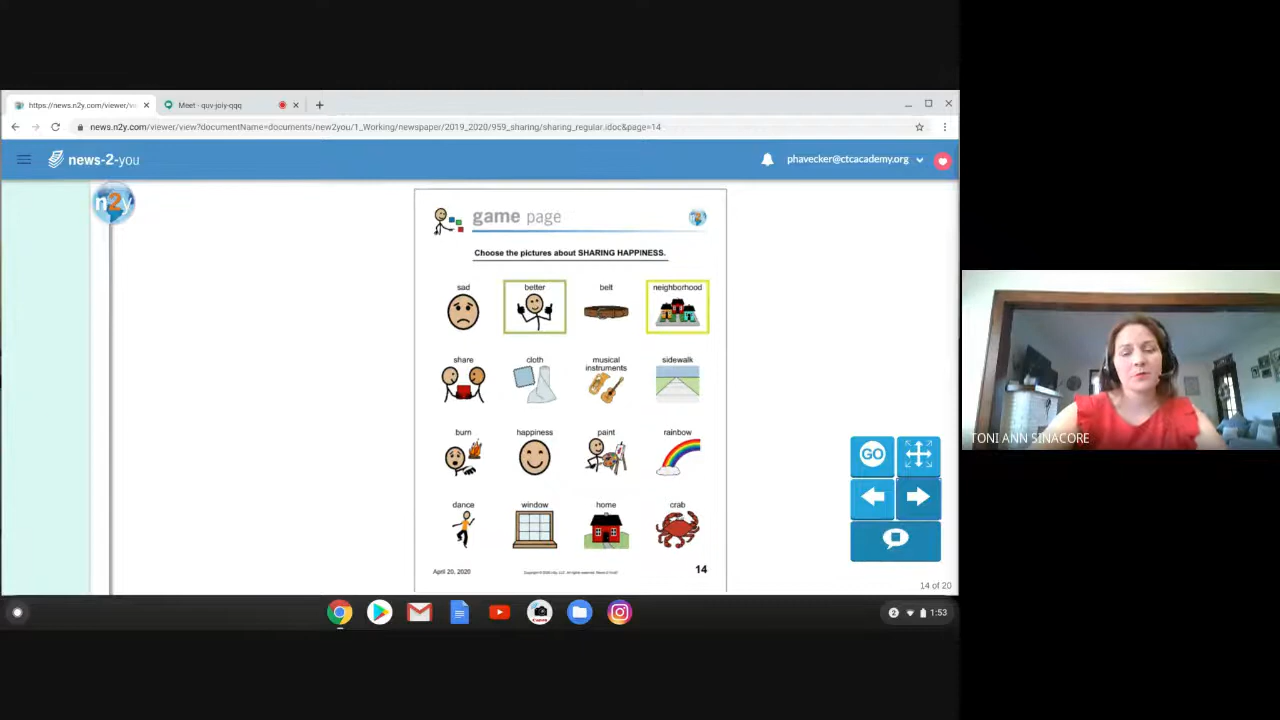 https://news.n2y.com/viewer/vi
Meet - quv-joiy-qqq
news.n2y.com/viewer/view?documentName=documents/new2you/1_Working/newspaper/2019_2020/959_sharing/sharing_regular.idoc&page=14
news-2-you
phavecker@ctcacademy.org
n2y
game page
Choose the pictures about SHARING HAPPINESS.
sad better belt neighborhood
share cloth musical instruments sidewalk
burn happiness paint rainbow
dance window home crab
April 20, 2020
14
GO
14 of 20
TONI ANN SINACORE
2
1:53